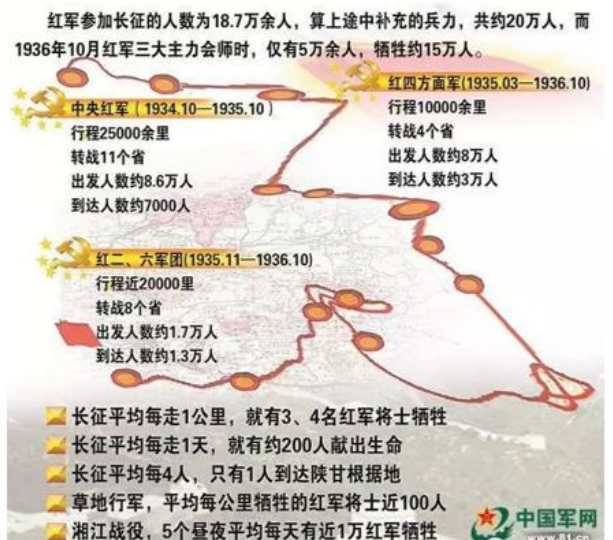 红军参加长征的人数为18.7万余人，算上途中补充的兵力，共约20万人，而
1936年10月红军三大主力会师时，仅有5万余人，牺牲约15万人。
中央红军（1934.10—1935.10）
行程25000余里
转战11个省
出发人数约8.6万人
到达人数约7000人
红四方面军(1935.03—1936.10)
行程10000余里
转战4个省
出发人数约8万人
到达人数约3万人
红二、六军团(1935.11—1936.10)
行程近20000里
转战8个省
出发人数约1.7万人
到达人数约1.3万人
长征平均每走1公里，就有3、4名红军将士牺牲
长征平均每走1天，就有约200人献出生命
长征平均每4人，只有1人到达陕甘根据地
草地行军，平均每公里牺牲的红军将士近100人
湘江战役，5个昼夜平均每天有近1万红军牺牲
中国军网
www.81.cn